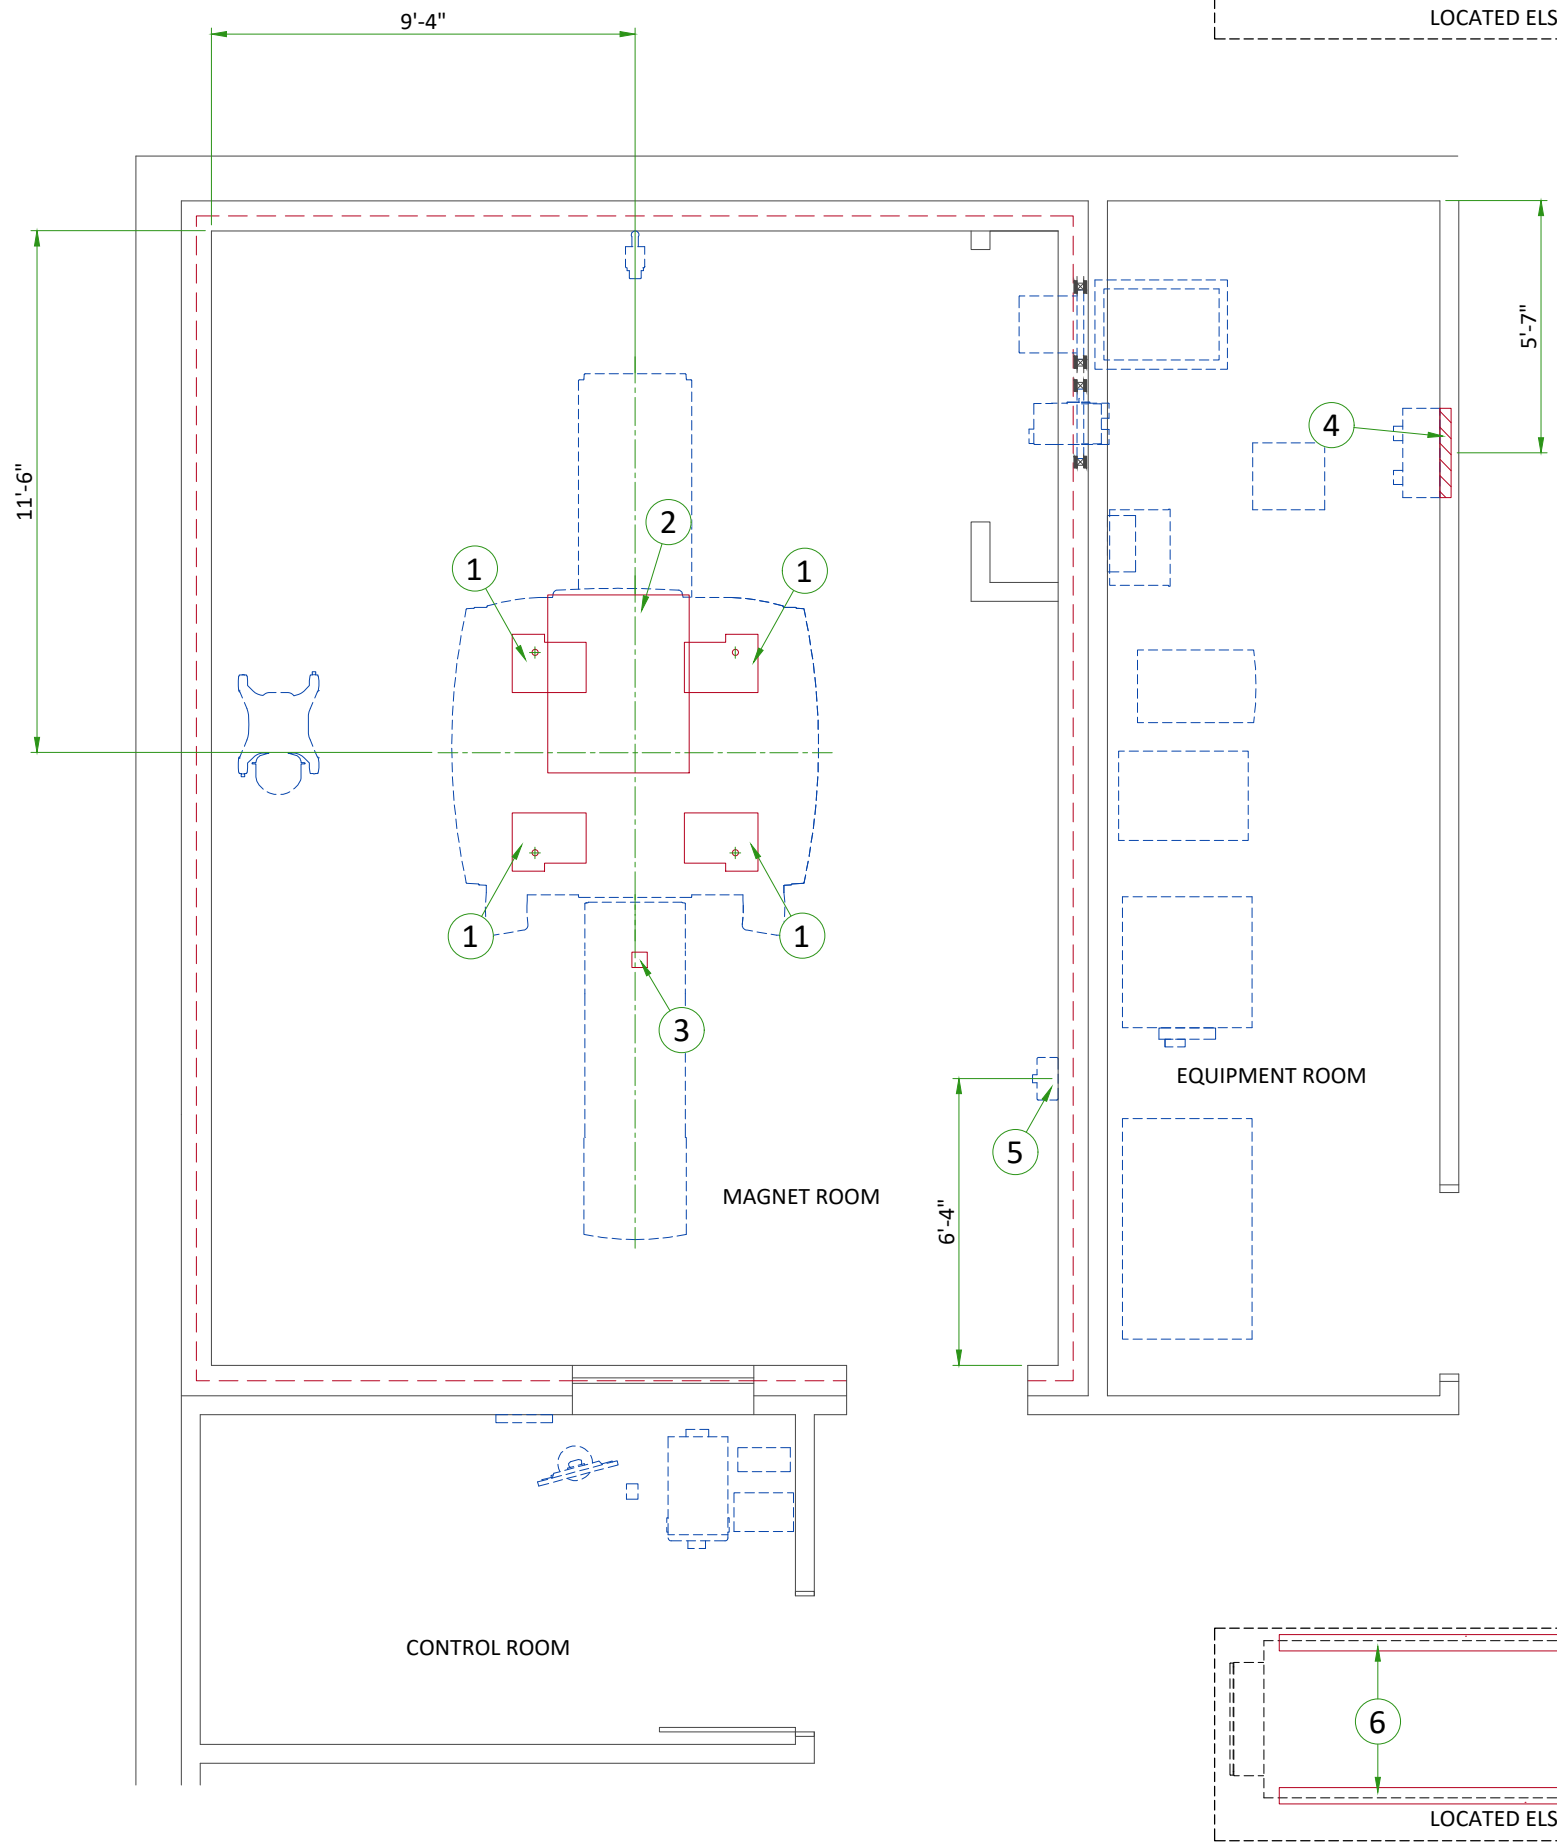 LOCATED ELS
9'-4"
11'-6"
5'-7"
4
2
1
1
1
1
3
EQUIPMENT ROOM
5
MAGNET ROOM
6'-4"
CONTROL ROOM
6
LOCATED ELS